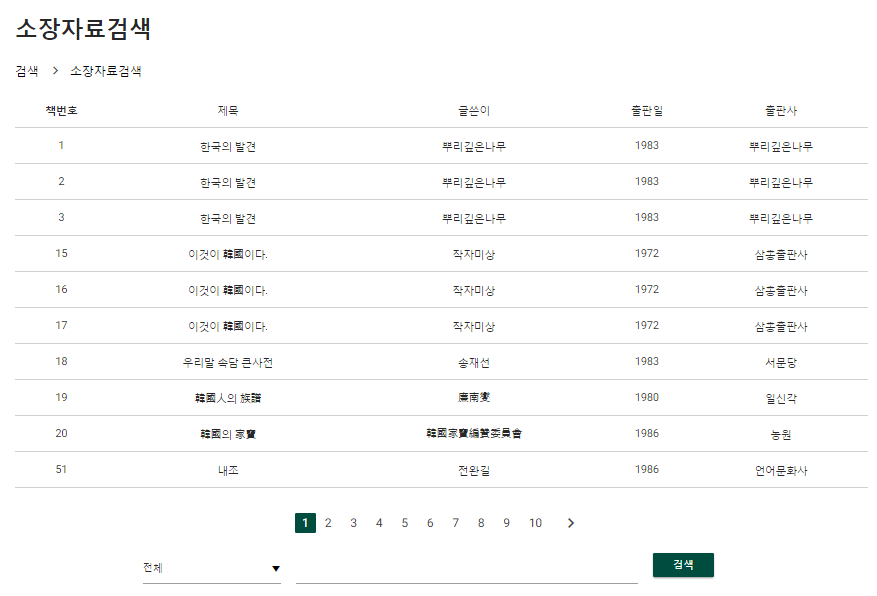 소장자료검색
검색 > 소장자료검색
책번호 제목 글쓴이 출판일 출판사
1 한국의 발견 뿌리깊은나무 1983 뿌리깊은나무
2 한국의 발견 뿌리깊은나무 1983 뿌리깊은나무
3 한국의 발견 뿌리깊은나무 1983 뿌리깊은나무
15 이것이 韓國이다. 작자미상 1972 삼흥출판사
16 이것이 韓國이다. 작자미상 1972 삼흥출판사
17 이것이 韓國이다. 작자미상 1972 삼흥출판사
18 우리말 속담 큰사전 송재선 1983 서문당
19 韓國人의 族譜 1980 일신각
20 韓國의 家寶 韓國家寶編纂委員會 1986 농원
51 내조 전완길 1986 언어문화사
1 2 3 4 5 6 7 8 9 10 >
전체 검색